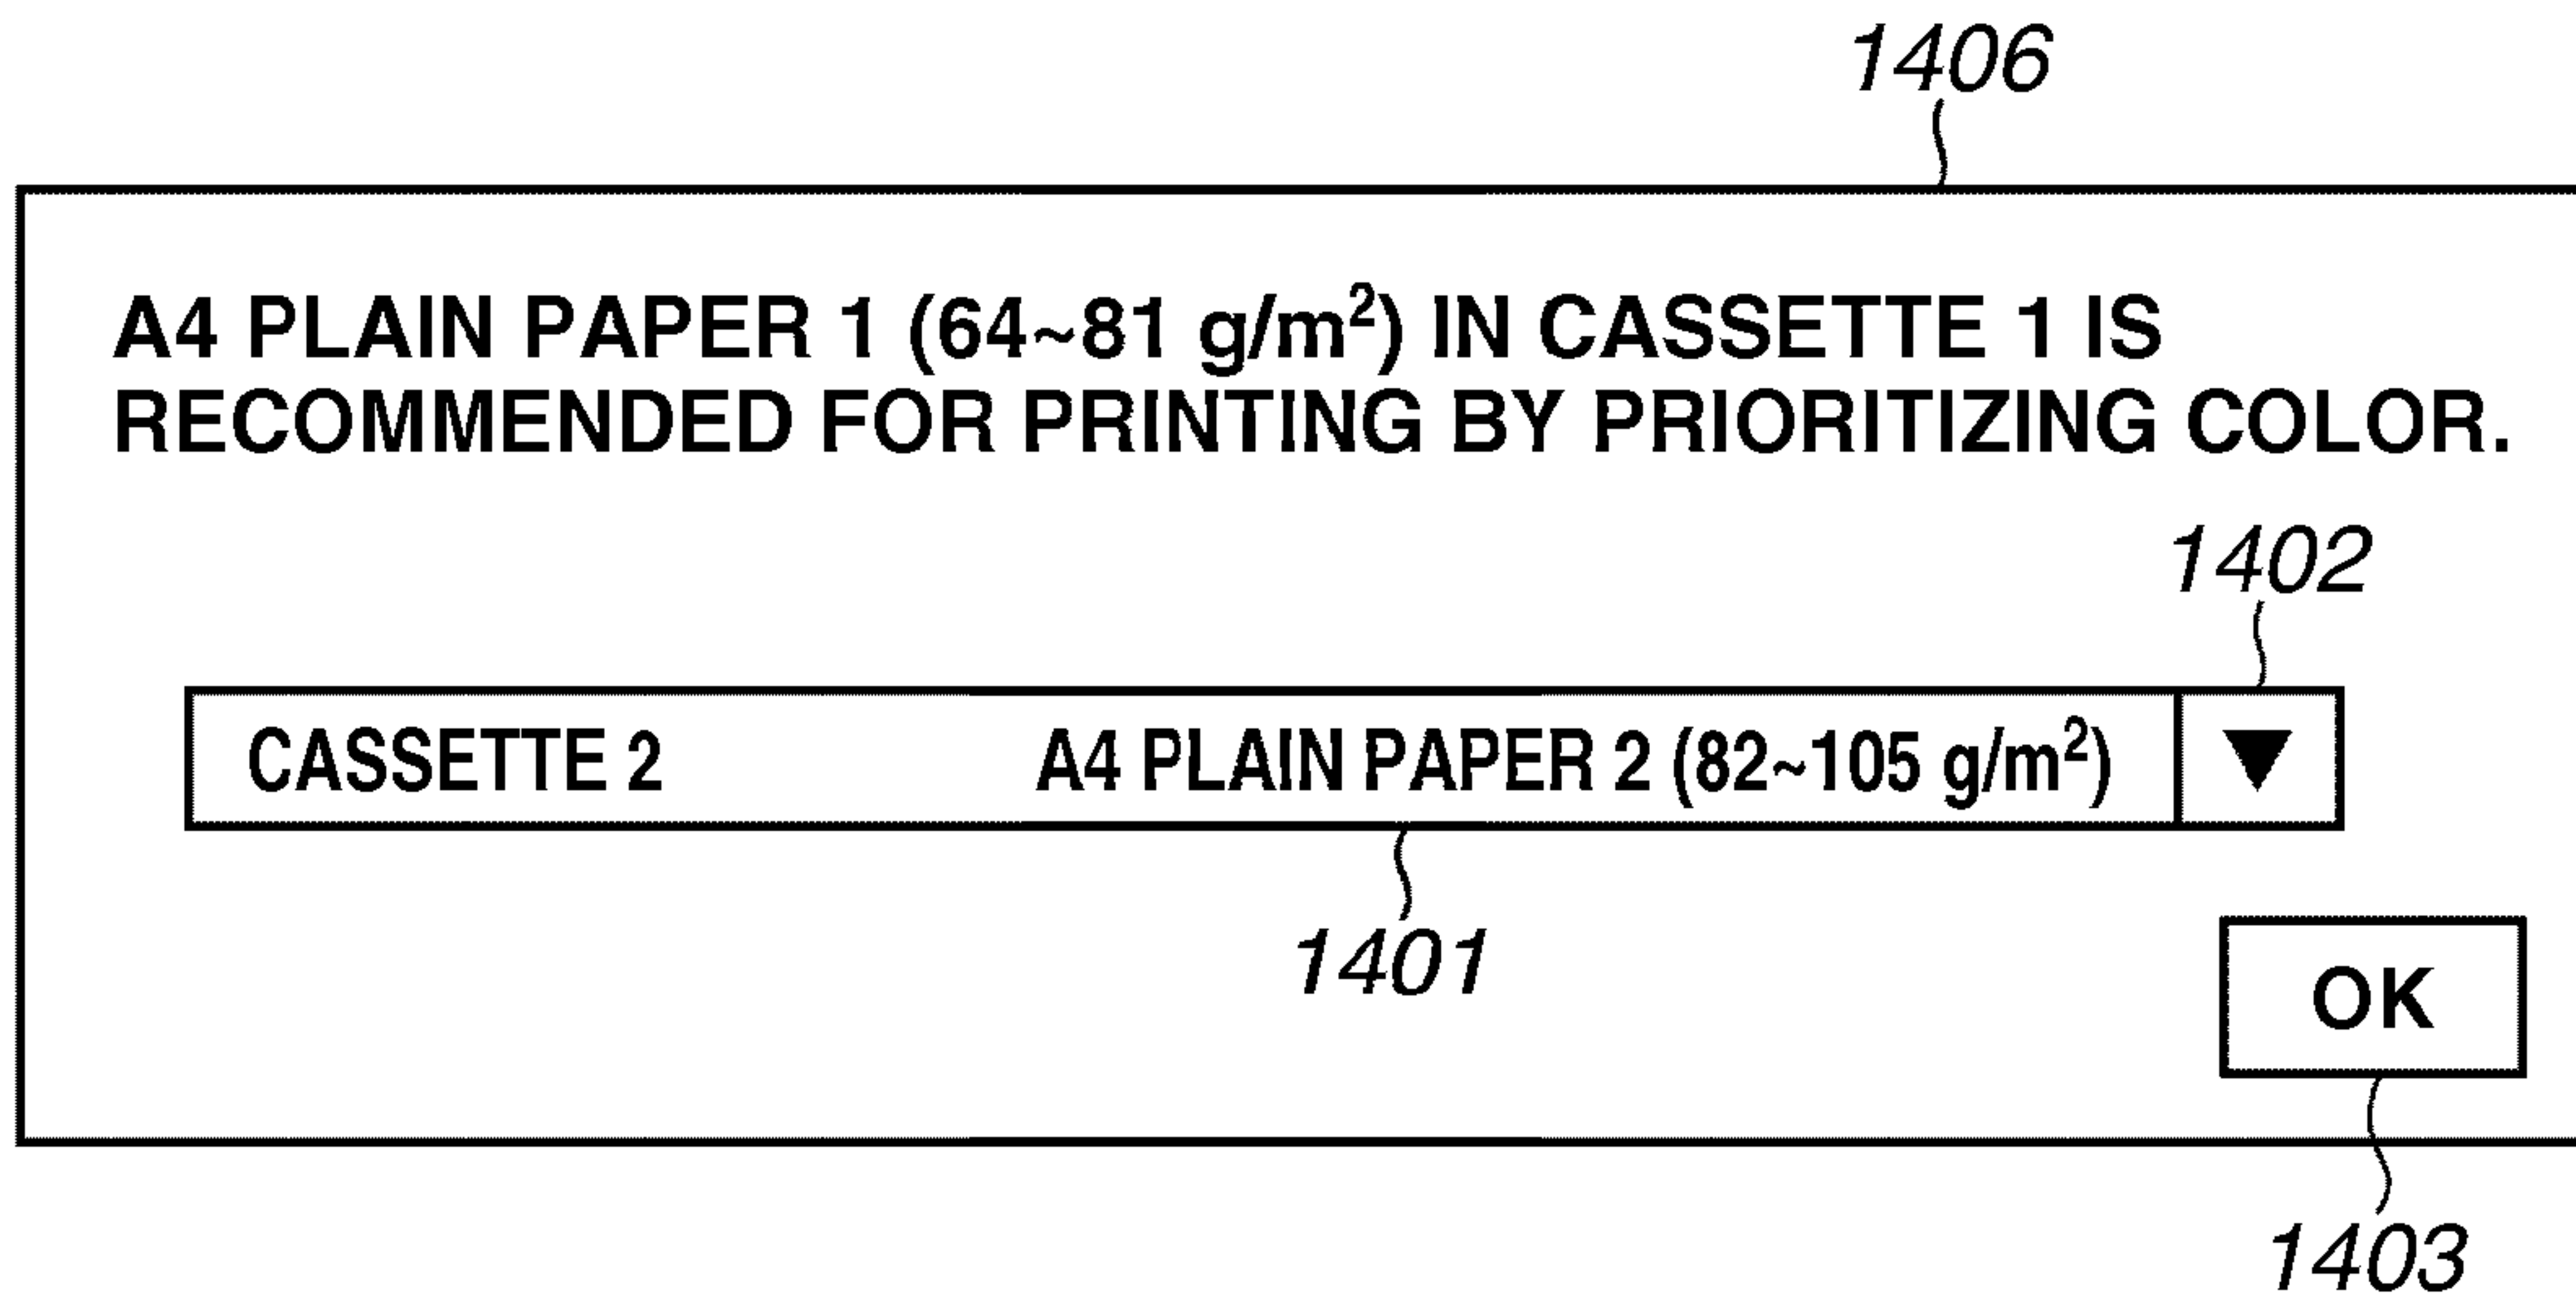 1406
A4 PLAIN PAPER 1 (64~81 g/m²) IN CASSETTE 1 IS
RECOMMENDED FOR PRINTING BY PRIORITIZING COLOR.
1402
CASSETTE 2 A4 PLAIN PAPER 2 (82~105 g/m²) ▼
1401
OK
1403